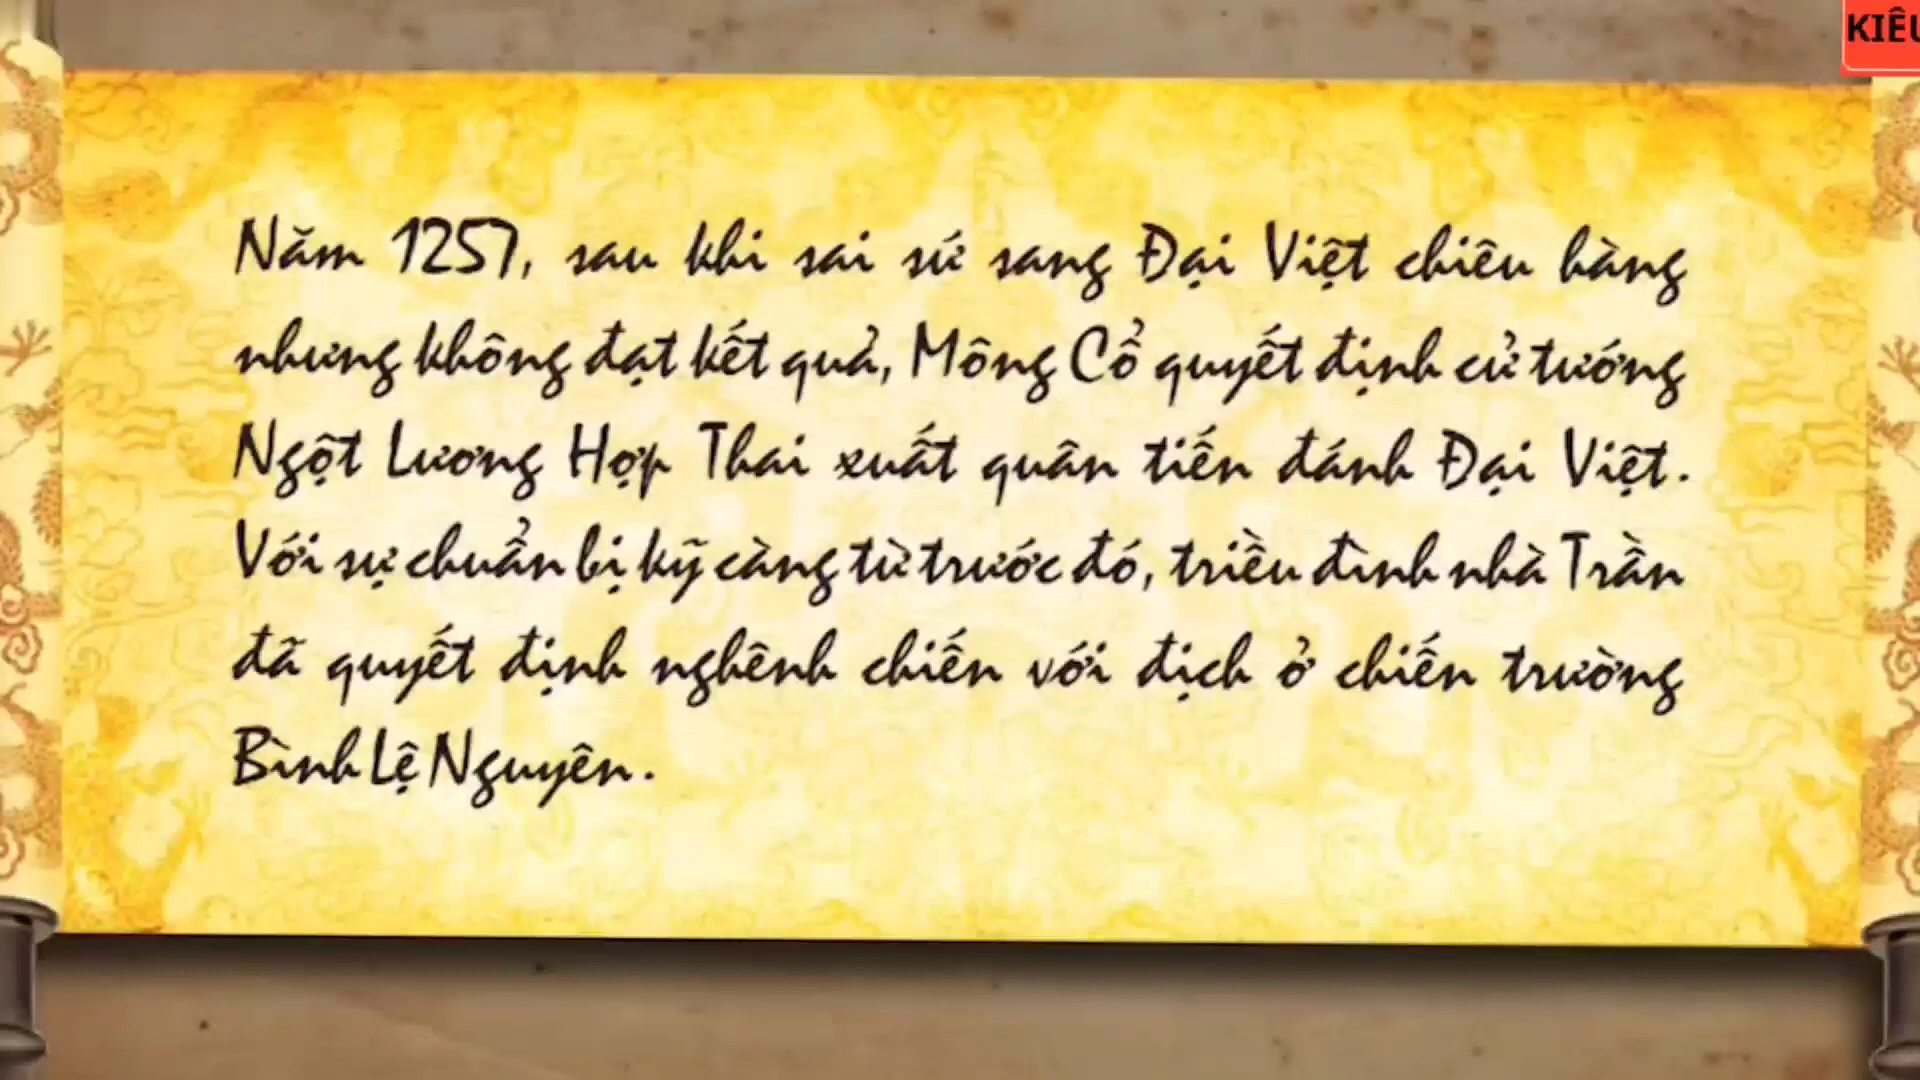 KIÊU
Năm 1257, sau khi sai sứ sang Đại Việt chiêu hàng
nhưng không đạt kết quả, Mông Cổ quyết định cử tướng
Ngột Lương Hợp Thai xuất quân tiến đánh Đại Việt.
Với sự chuẩn bị kỹ càng từ trước đó, triều đình nhà Trần
đã quyết định nghênh chiến với địch ở chiến trường
Bình Lệ Nguyên.